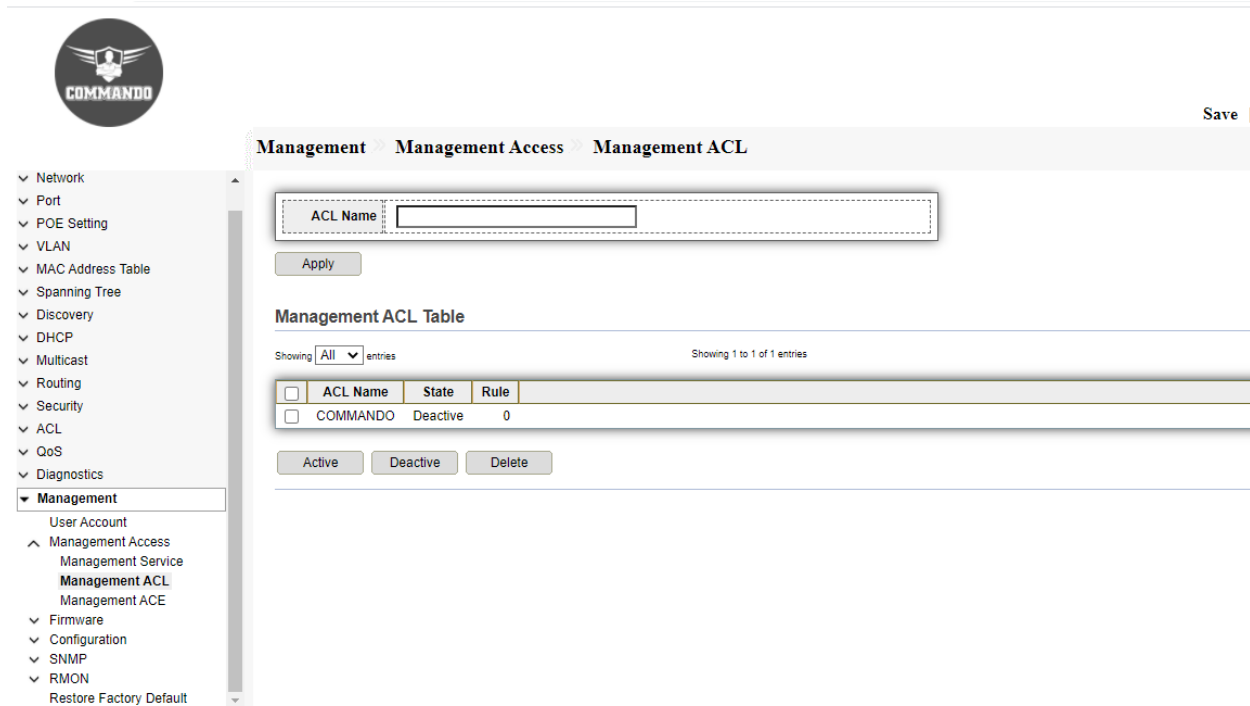 COMMANDO
Save
Management » Management Access » Management ACL
Network
Port
POE Setting
VLAN
MAC Address Table
Spanning Tree
Discovery
DHCP
Multicast
Routing
Security
ACL
QoS
Diagnostics
Management
User Account
Management Access
Management Service
Management ACL
Management ACE
Firmware
Configuration
SNMP
RMON
Restore Factory Default
ACL Name
Apply
Management ACL Table
Showing All entries Showing 1 to 1 of 1 entries
ACL Name State Rule
COMMANDO Deactive 0
Active Deactive Delete